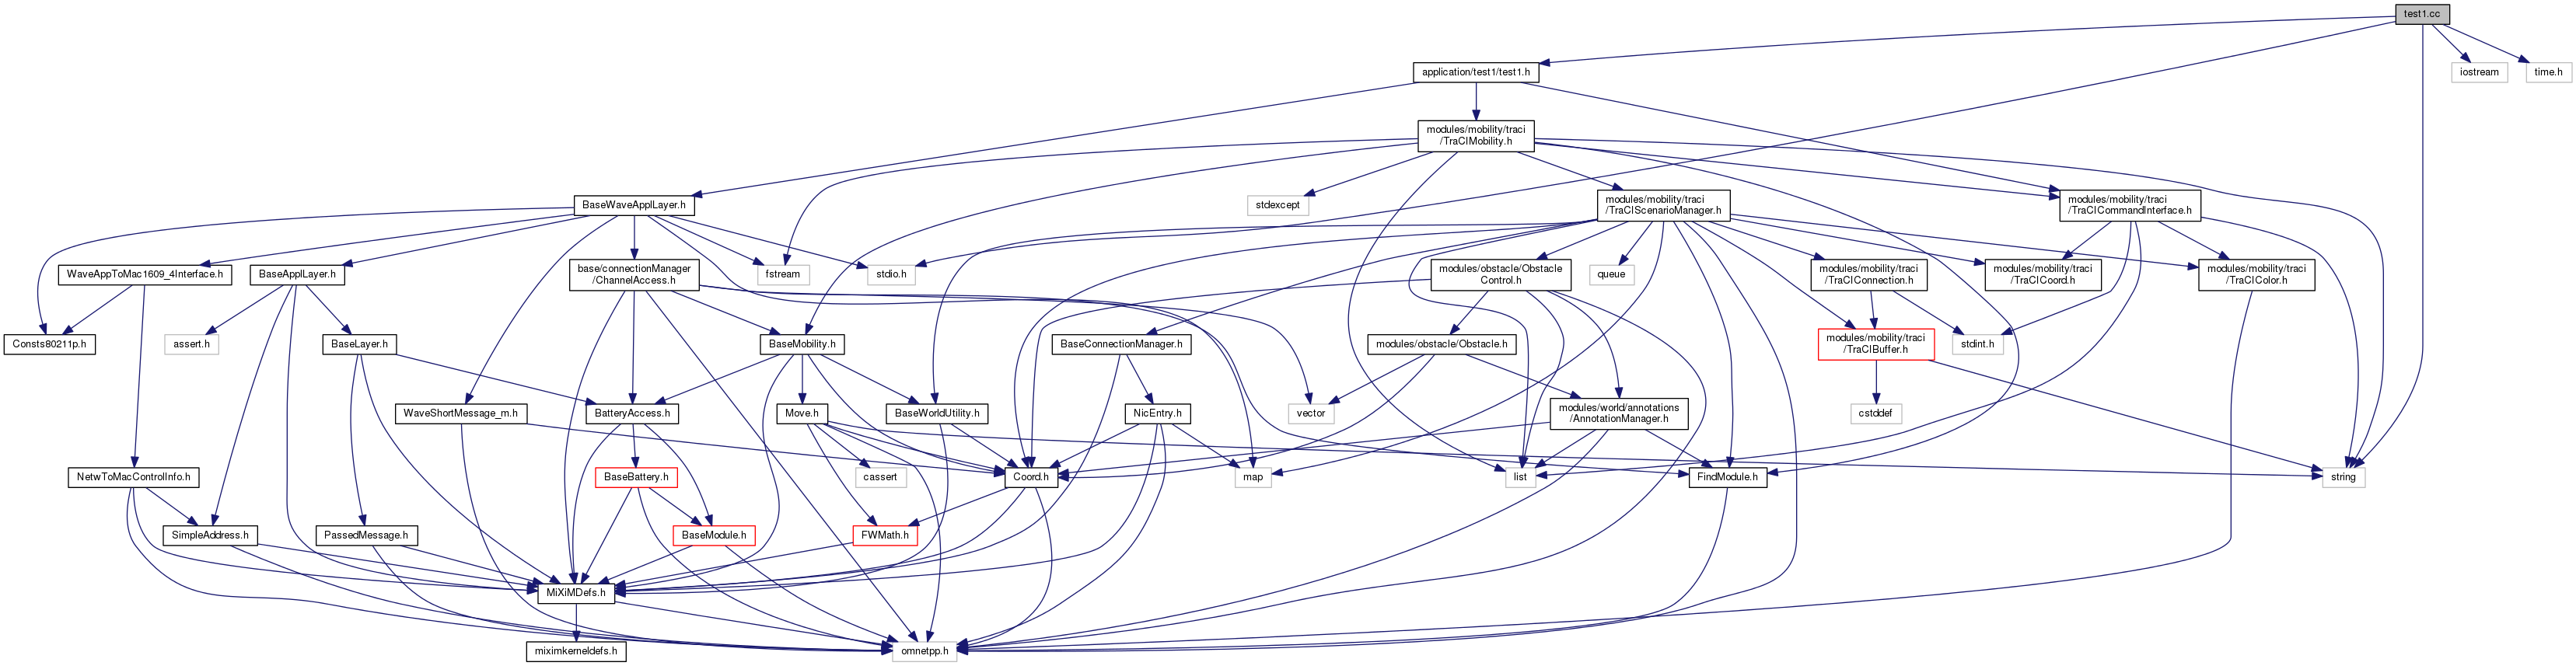 test1.cc
application/test1/test1.h
iostream
time.h
modules/mobility/traci
/TraCIMobility.h
BaseWaveApplLayer.h
stdexcept
modules/mobility/traci
/TraCIScenarioManager.h
modules/mobility/traci
/TraCICommandInterface.h
WaveAppToMac1609_4Interface.h
BaseApplLayer.h
base/connectionManager
/ChannelAccess.h
fstream
stdio.h
modules/obstacle/Obstacle
Control.h
queue
modules/mobility/traci
/TraCIConnection.h
modules/mobility/traci
/TraCICoord.h
modules/mobility/traci
/TraCIColor.h
Consts80211p.h
assert.h
BaseLayer.h
BaseMobility.h
BaseConnectionManager.h
modules/obstacle/Obstacle.h
modules/mobility/traci
/TraCIBuffer.h
stdint.h
WaveShortMessage_m.h
BatteryAccess.h
Move.h
BaseWorldUtility.h
NicEntry.h
vector
modules/world/annotations
/AnnotationManager.h
cstddef
NetwToMacControlInfo.h
BaseBattery.h
cassert
Coord.h
map
list
FindModule.h
string
SimpleAddress.h
PassedMessage.h
BaseModule.h
FWMath.h
MiXiMDefs.h
miximkerneldefs.h
omnetpp.h